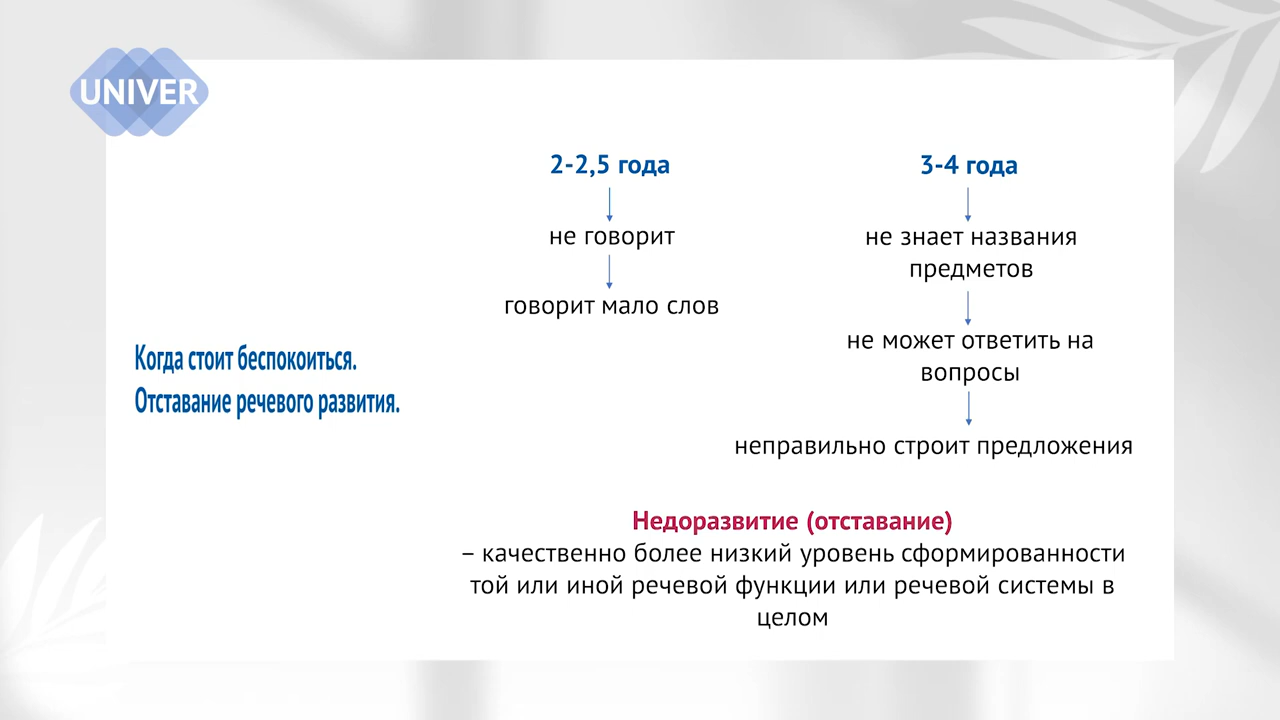 UNIVER
Когда стоит беспокоиться.
Отставание речевого развития.
2-2,5 года
не говорит
говорит мало слов
3-4 года
не знает названия
предметов
не может ответить на
вопросы
неправильно строит предложения
Недоразвитие (отставание)
– качественно более низкий уровень сформированности
той или иной речевой функции или речевой системы в
целом